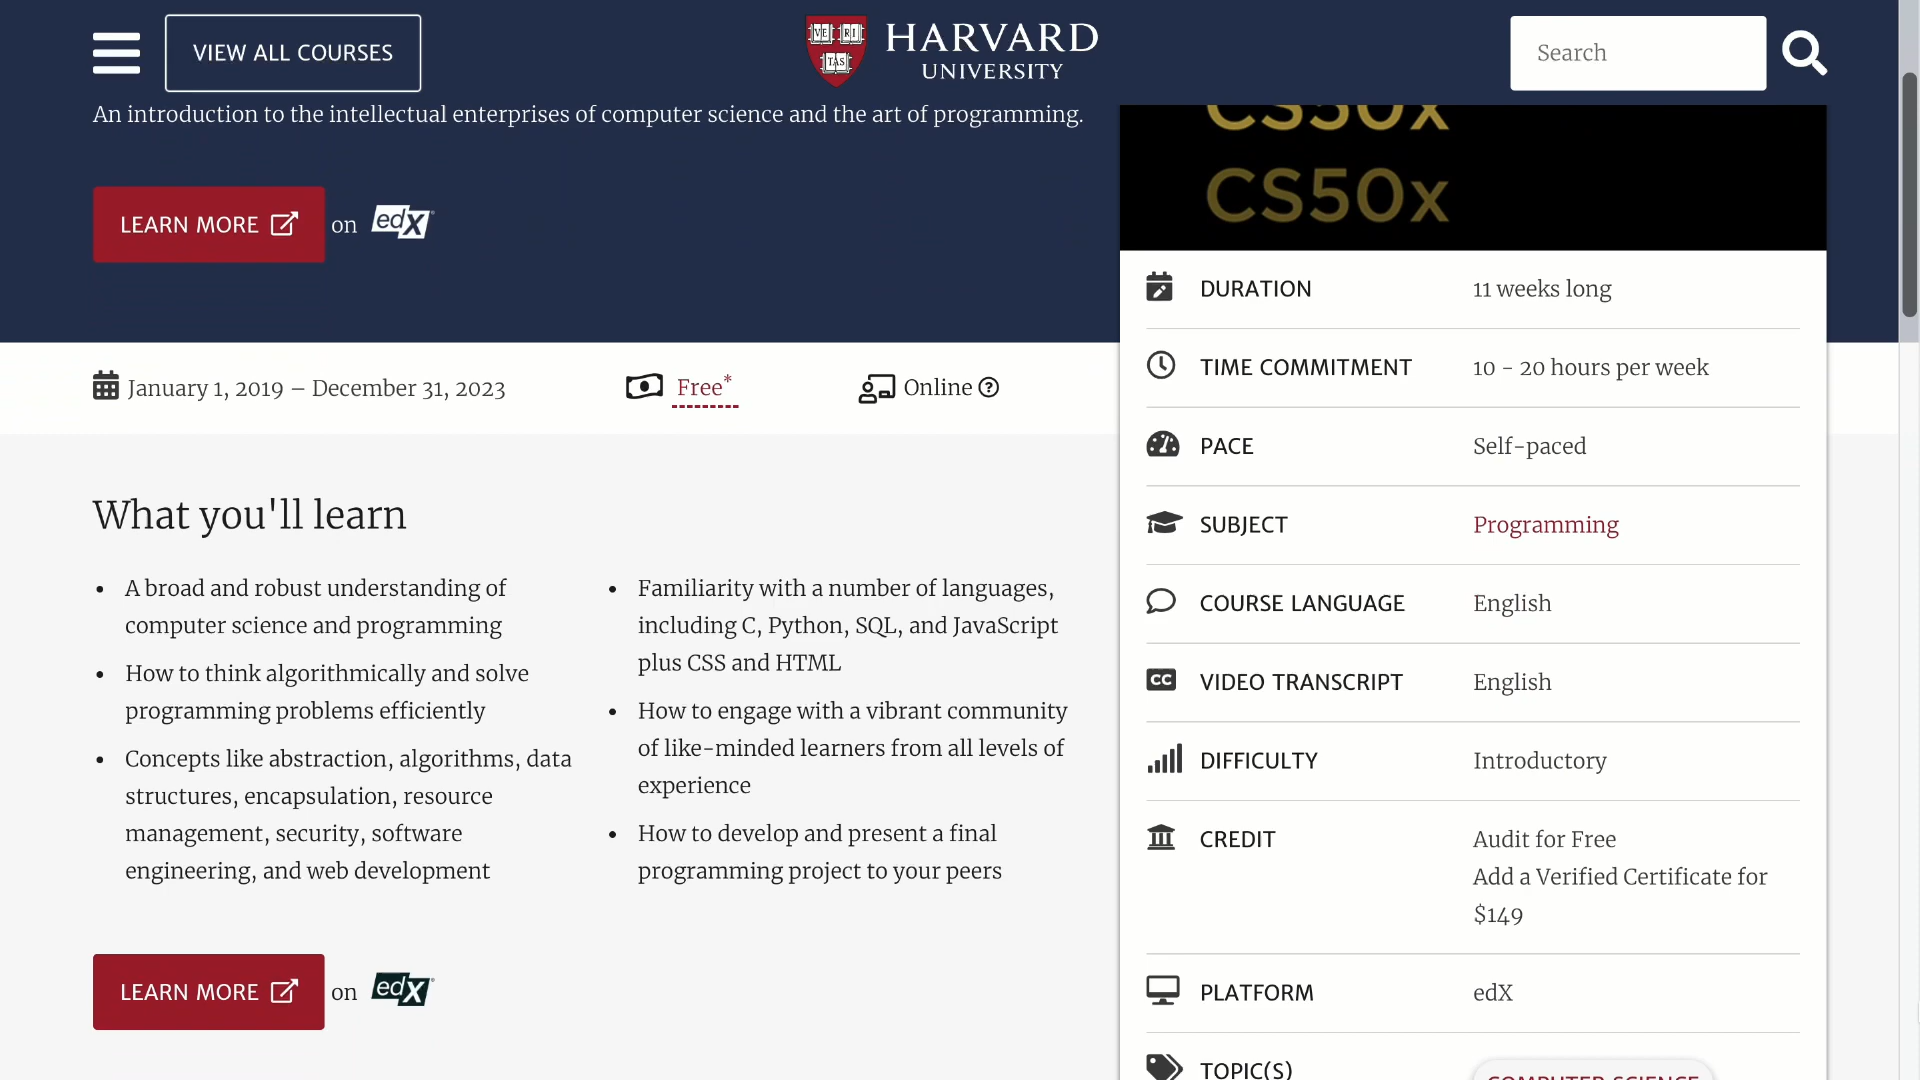 VIEW ALL COURSES
VE RI
TAS
HARVARD
UNIVERSITY
Search
An introduction to the intellectual enterprises of computer science and the art of programming.
LEARN MORE on edX
CS50x
CS50x
January 1, 2019 – December 31, 2023
Free*
Online
What you'll learn
• A broad and robust understanding of
computer science and programming
• How to think algorithmically and solve
programming problems efficiently
• Concepts like abstraction, algorithms, data
structures, encapsulation, resource
management, security, software
engineering, and web development
• Familiarity with a number of languages,
including C, Python, SQL, and JavaScript
plus CSS and HTML
• How to engage with a vibrant community
of like-minded learners from all levels of
experience
• How to develop and present a final
programming project to your peers
LEARN MORE on edX
DURATION 11 weeks long
TIME COMMITMENT 10 - 20 hours per week
PACE Self-paced
SUBJECT Programming
COURSE LANGUAGE English
CC VIDEO TRANSCRIPT English
DIFFICULTY Introductory
CREDIT Audit for Free
Add a Verified Certificate for
$149
PLATFORM edX
TOPIC(S) COMPUTER SCIENCE